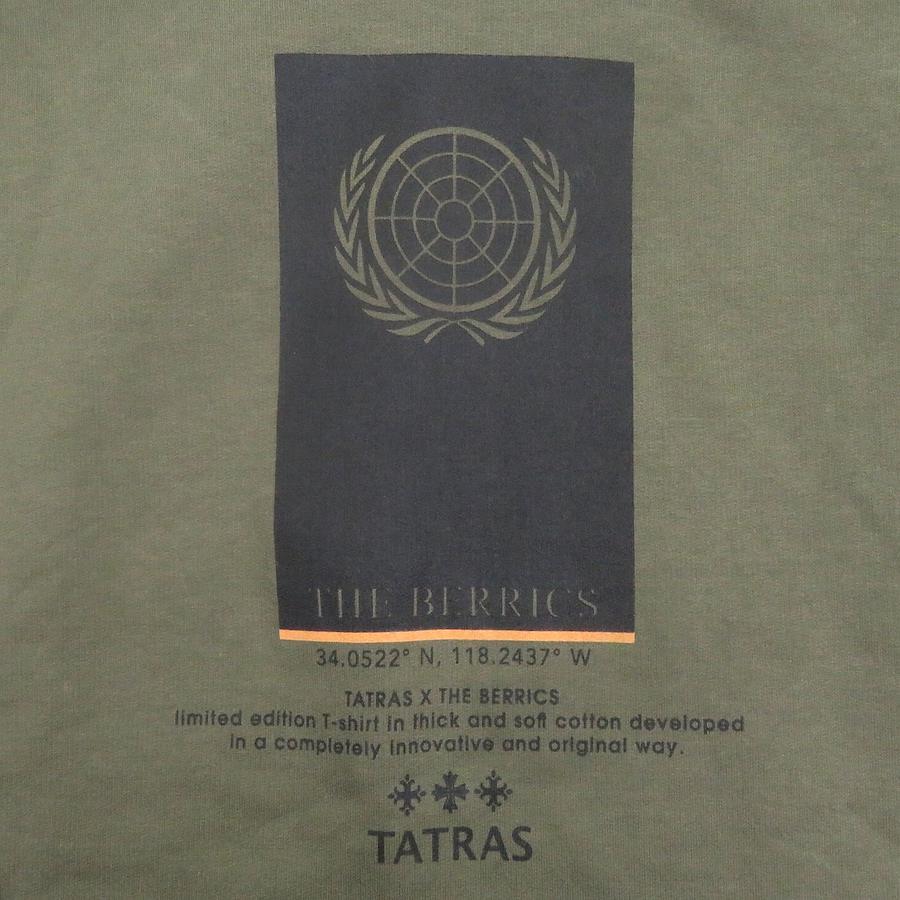 THE BERRICS
34.0522° N, 118.2437° W
TATRAS X THE BERRICS
limited edition T-shirt in thick and soft cotton developed
in a completely innovative and original way.
TATRAS